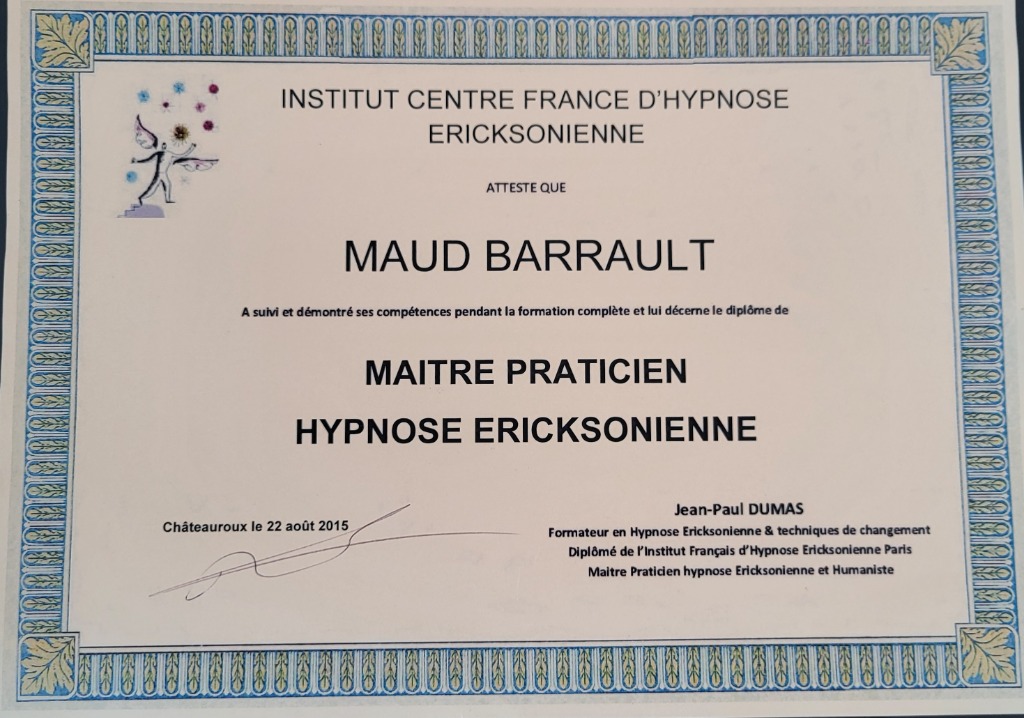 INSTITUT CENTRE FRANCE D'HYPNOSE
ERICKSONIENNE
ATTESTE QUE
MAUD BARRAULT
A suivi et démontré ses compétences pendant la formation complète et lui décerne le diplôme de
MAITRE PRATICIEN
HYPNOSE ERICKSONIENNE
Châteauroux le 22 août 2015
Jean-Paul DUMAS
Formateur en Hypnose Ericksonienne & techniques de changement
Diplômé de l'Institut Français d'Hypnose Ericksonienne Paris
Maitre Praticien hypnose Ericksonienne et Humaniste